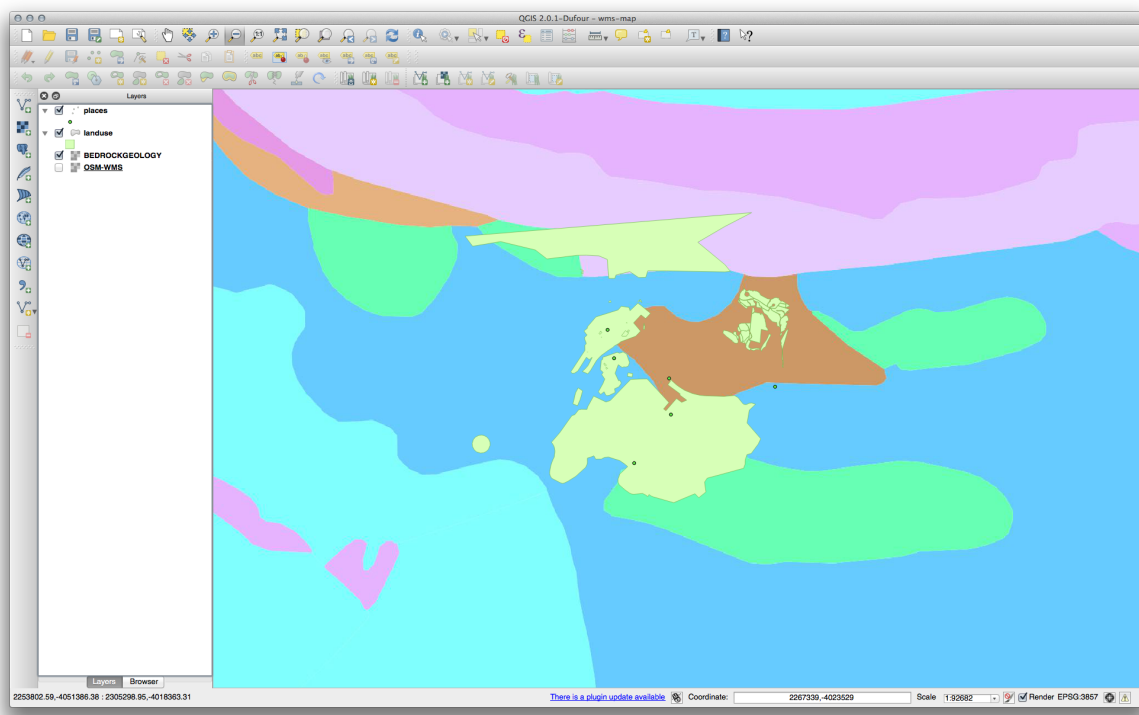 QGIS 2.0.1-Dufour - wms-map
Layers
places
landuse
BEDROCKGEOLOGY
OSM-WMS
Layers Browser
2253802.59,-4051386.38 : 2305298.95,-4018363.31 There is a plugin update available Coordinate: 2267339,-4023529 Scale 1:92682 Render EPSG:3857